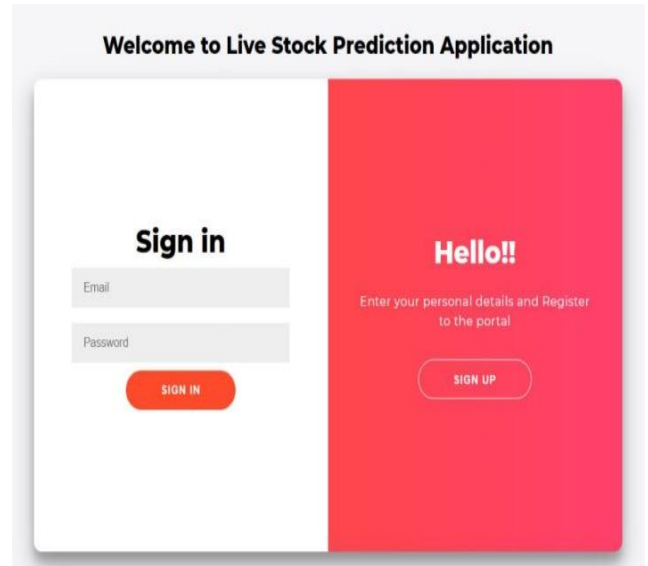 Welcome to Live Stock Prediction Application
Sign in
Email
Password
SIGN IN
Hello!!
Enter your personal details and Register
to the portal
SIGN UP